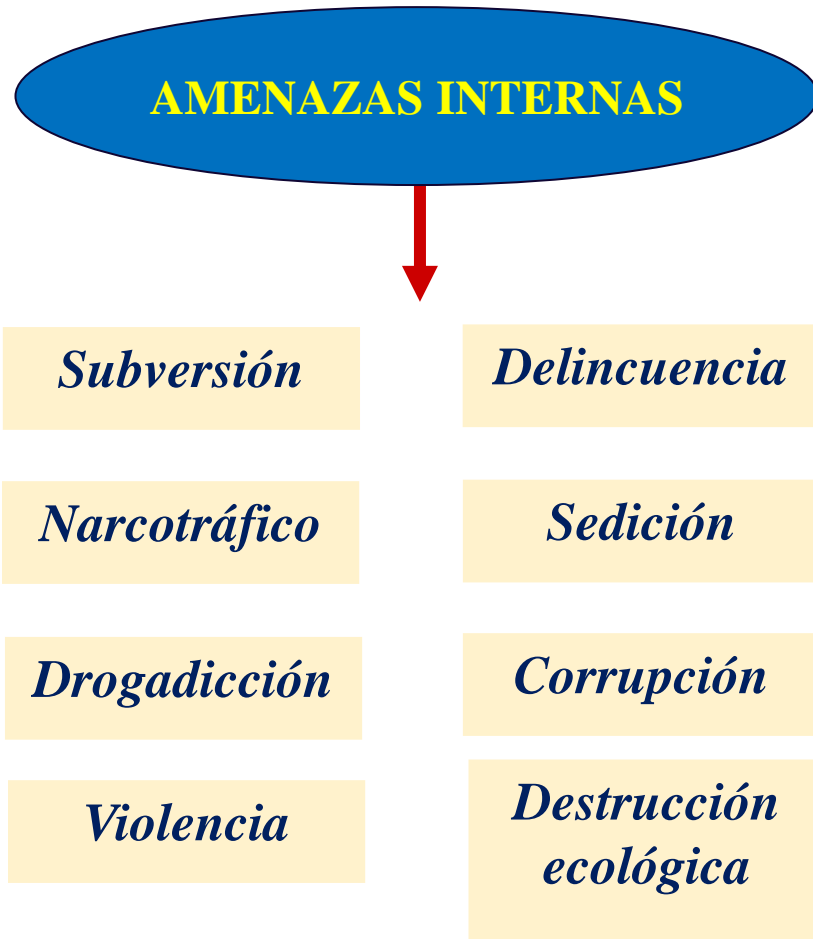 AMENAZAS INTERNAS
Subversión
Delincuencia
Narcotráfico
Sedición
Drogadicción
Corrupción
Violencia
Destrucción
ecológica